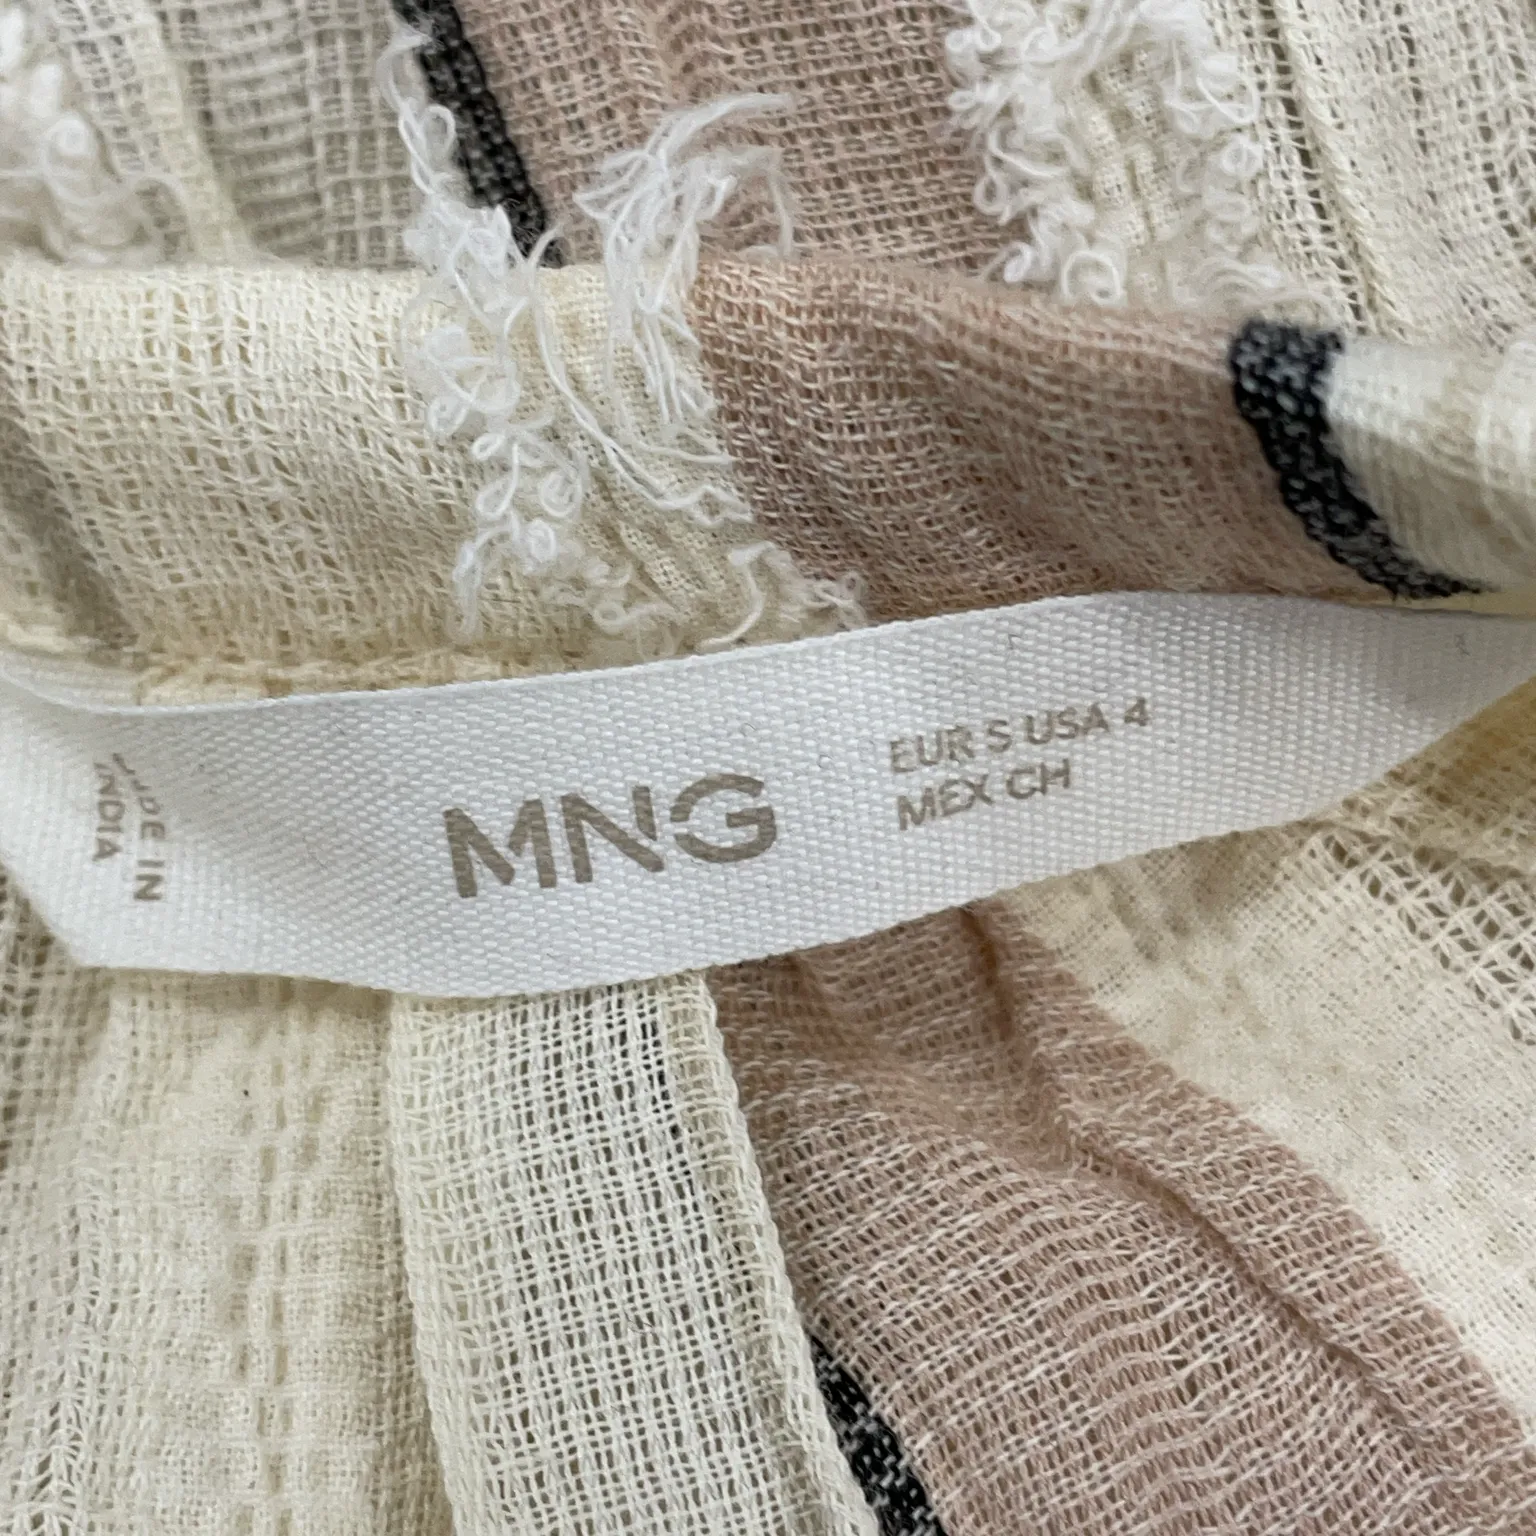 MADE IN
INDIA
MNG
EUR S USA 4
MEX CH